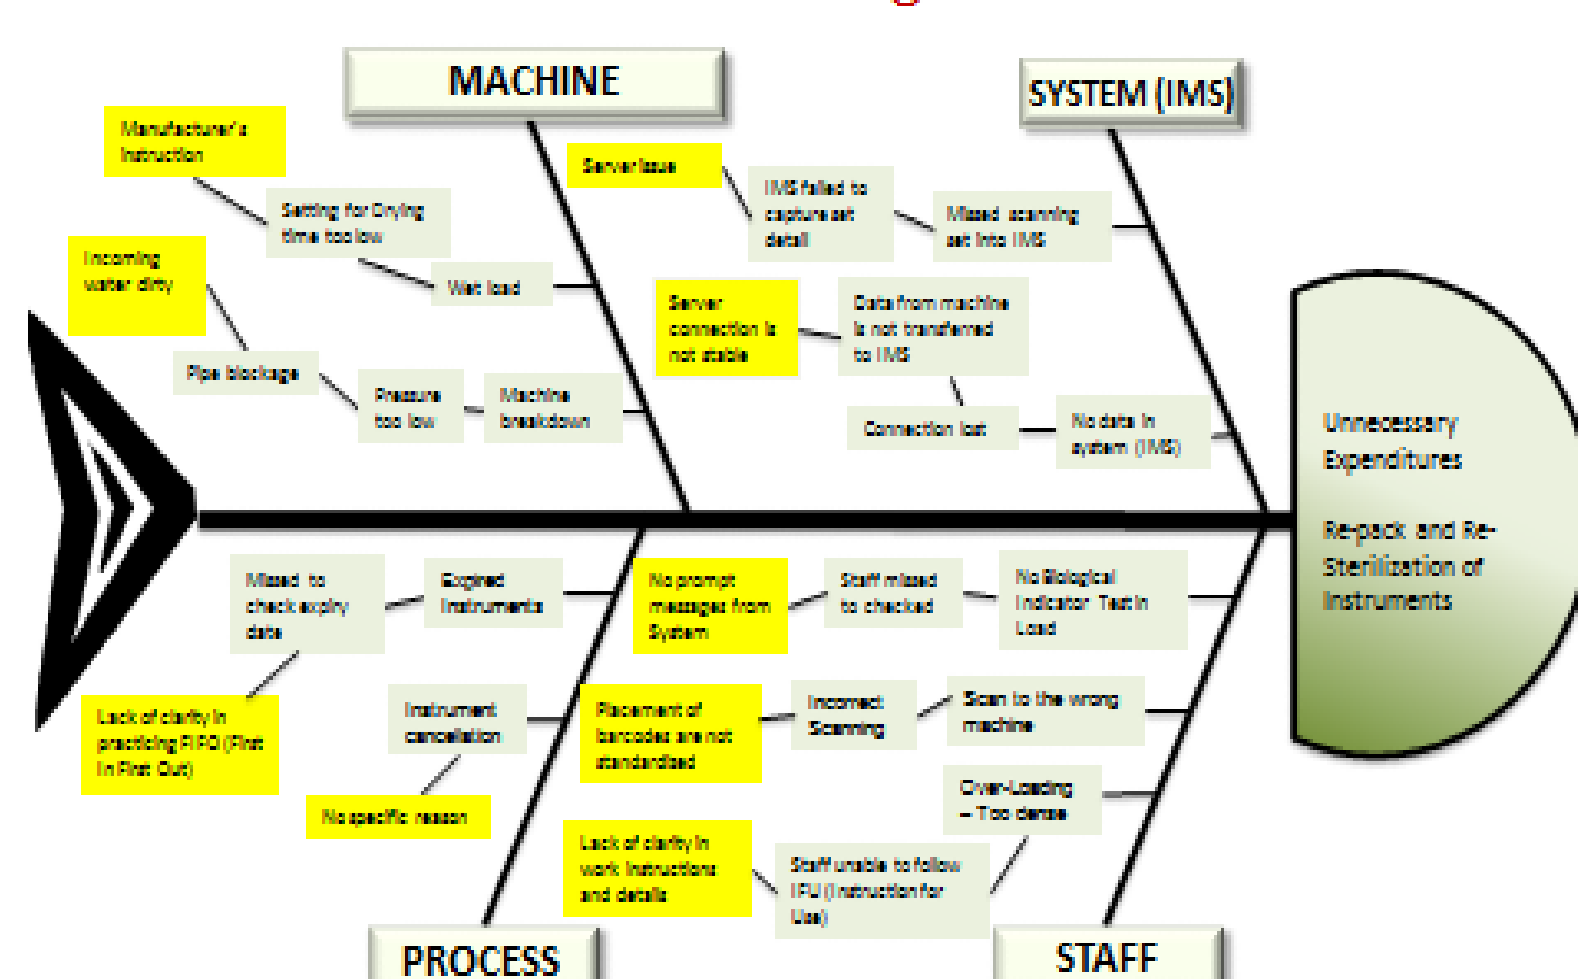 MACHINE
SYSTEM (IMS)
Manufacturer's
Instruction
Setting for Drying
time too low
Wet load
Incoming
water dirty
Pipe blockage
Pressure
too low
Machine
breakdown
Server Issue
IMS failed to
capture set
detail
Missed scanning
set into IMS
Server
connection is
not stable
Data from machine
is not transferred
to IMS
Connection lost
No data in
system (IMS)
Unnecessary
Expenditures
Re-pack and Re-
Sterilization of
Instruments
Missed to
check expiry
date
Expired
Instruments
Lack of clarity in
practicing FIFO (First
In First Out)
Instrument
cancellation
No specific reason
No prompt
messages from
System
Staff missed
to checked
No Biological
Indicator Test in
Load
Placement of
barcodes are not
standardised
Incorrect
Scanning
Scan to the wrong
machine
Over-Loading
– Too dense
Lack of clarity in
work instructions
and details
Staff unable to follow
IFU (Instruction for
Use)
PROCESS
STAFF